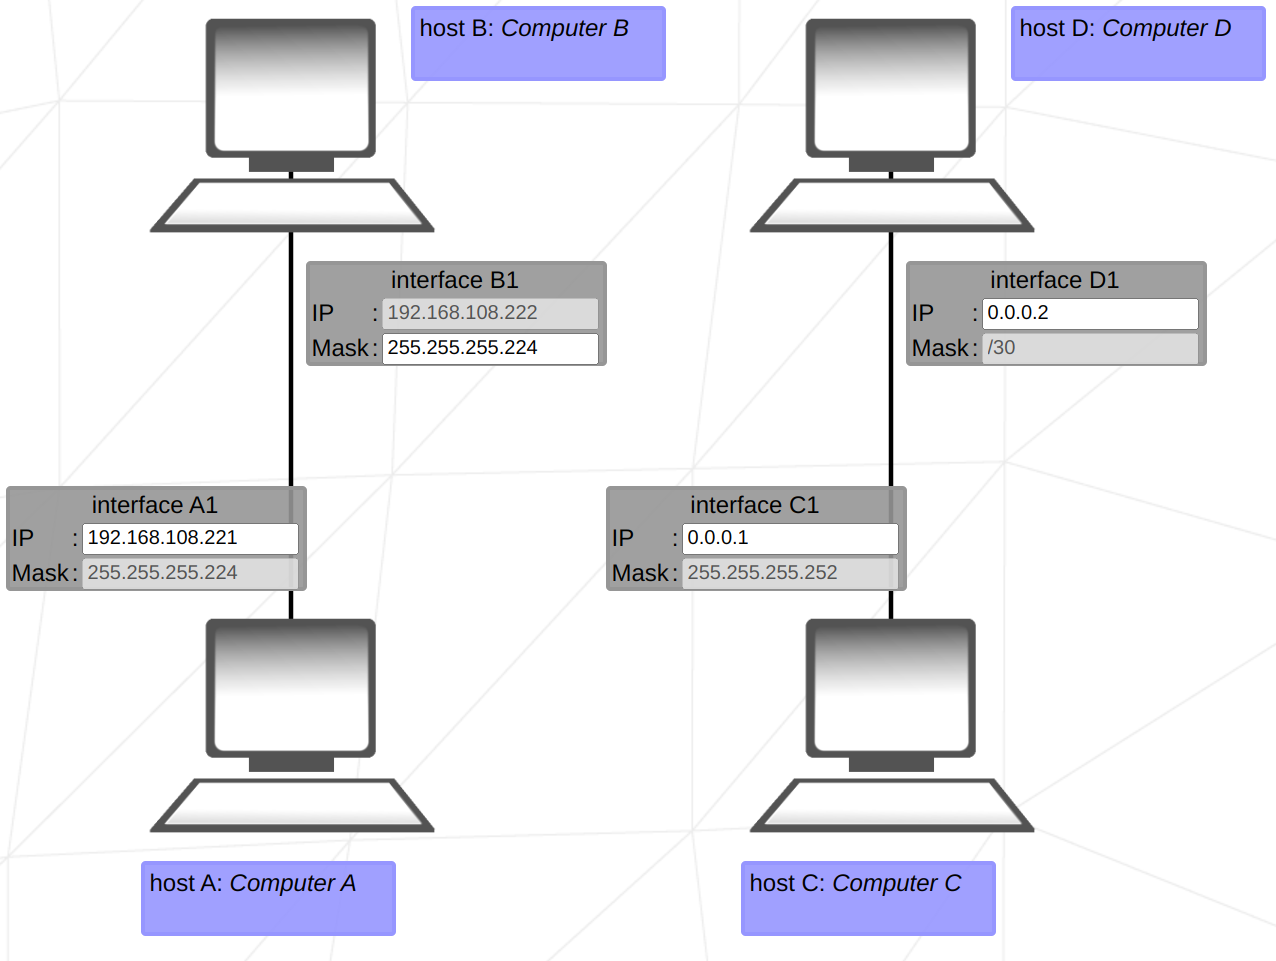 host B: Computer B
host D: Computer D
interface B1
IP : 192.168.108.222
Mask : 255.255.255.224
interface D1
IP : 0.0.0.2
Mask : /30
interface A1
IP : 192.168.108.221
Mask : 255.255.255.224
interface C1
IP : 0.0.0.1
Mask : 255.255.255.252
host A: Computer A
host C: Computer C